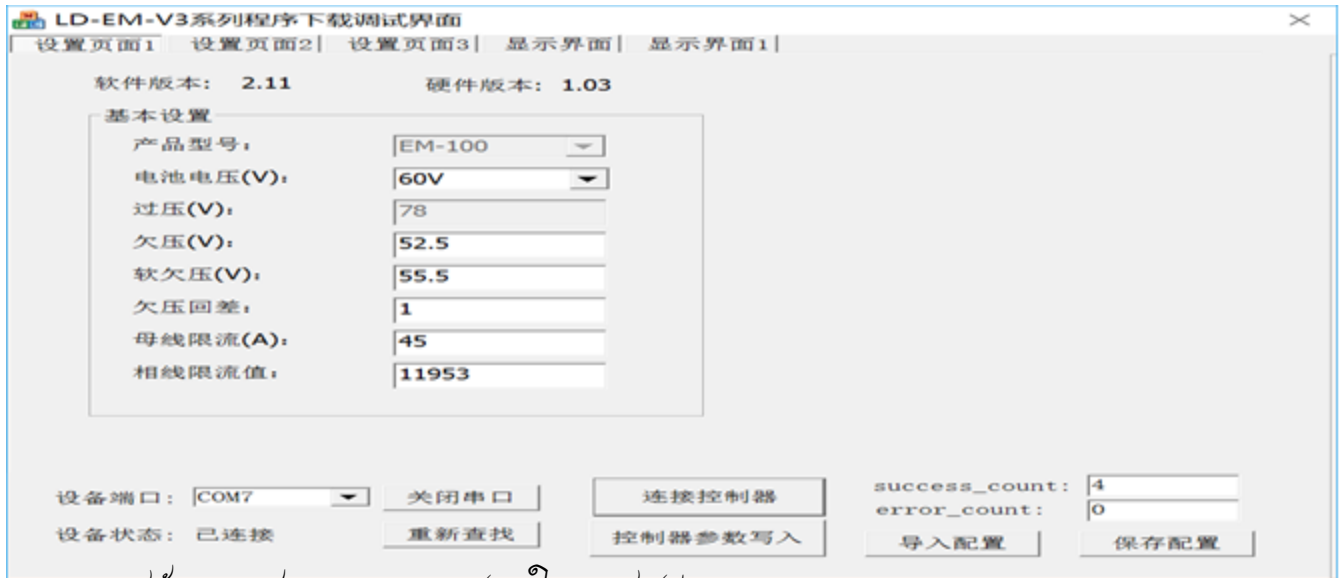 LD-EM-V3系列程序下载调试界面
设置页面1 设置页面2 设置页面3 显示界面 显示界面1
软件版本: 2.11 硬件版本: 1.03
基本设置
产品型号: EM-100
电池电压(V): 60V
过压(V): 78
欠压(V): 52.5
软欠压(V): 55.5
欠压回差: 1
母线限流(A): 45
相线限流值: 11953
设备端口: COM7 关闭串口 连接控制器 success_count: 4
error_count: 0
设备状态: 已连接 重新查找 控制器参数写入 导入配置 保存配置